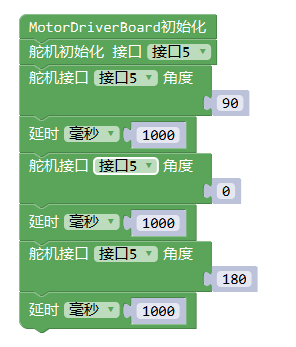 MotorDriverBoard初始化
舵机初始化 接口 接口5
舵机接口 接口5 角度
90
延时 毫秒 1000
舵机接口 接口5 角度
0
延时 毫秒 1000
舵机接口 接口5 角度
180
延时 毫秒 1000